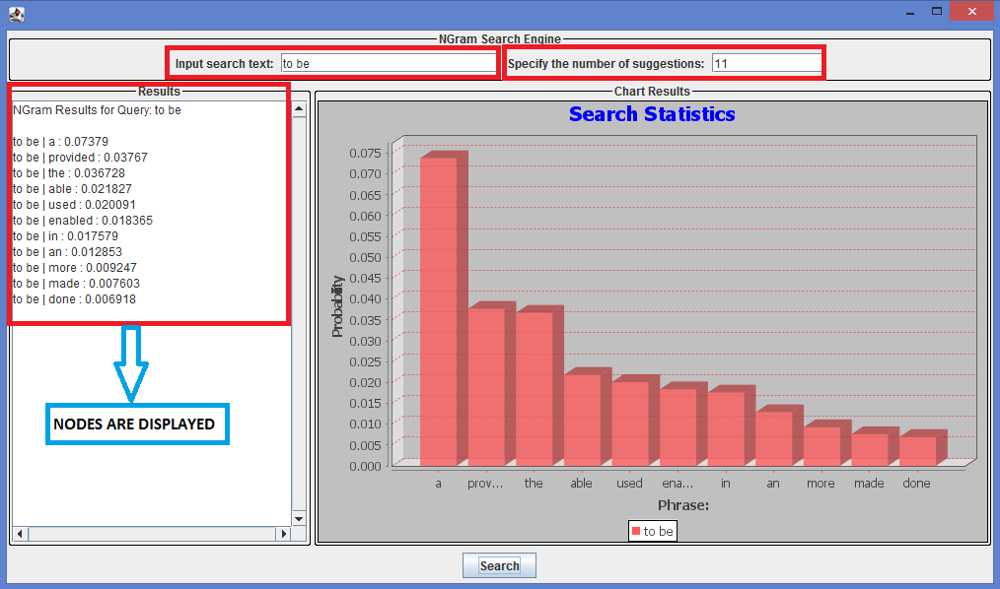 NGram Search Engine
Input search text: to be
Specify the number of suggestions: 11
Results
NGram Results for Query: to be
to be | a : 0.07379
to be | provided : 0.03767
to be | the : 0.036728
to be | able : 0.021827
to be | used : 0.020091
to be | enabled : 0.018365
to be | in : 0.017579
to be | an : 0.012853
to be | more : 0.009247
to be | made : 0.007603
to be | done : 0.006918
NODES ARE DISPLAYED
Chart Results
Search Statistics
Probability
0.075
0.070
0.065
0.060
0.055
0.050
0.045
0.040
0.035
0.030
0.025
0.020
0.015
0.010
0.005
0.000
a prov... the able used ena... in an more made done
Phrase:
to be
Search